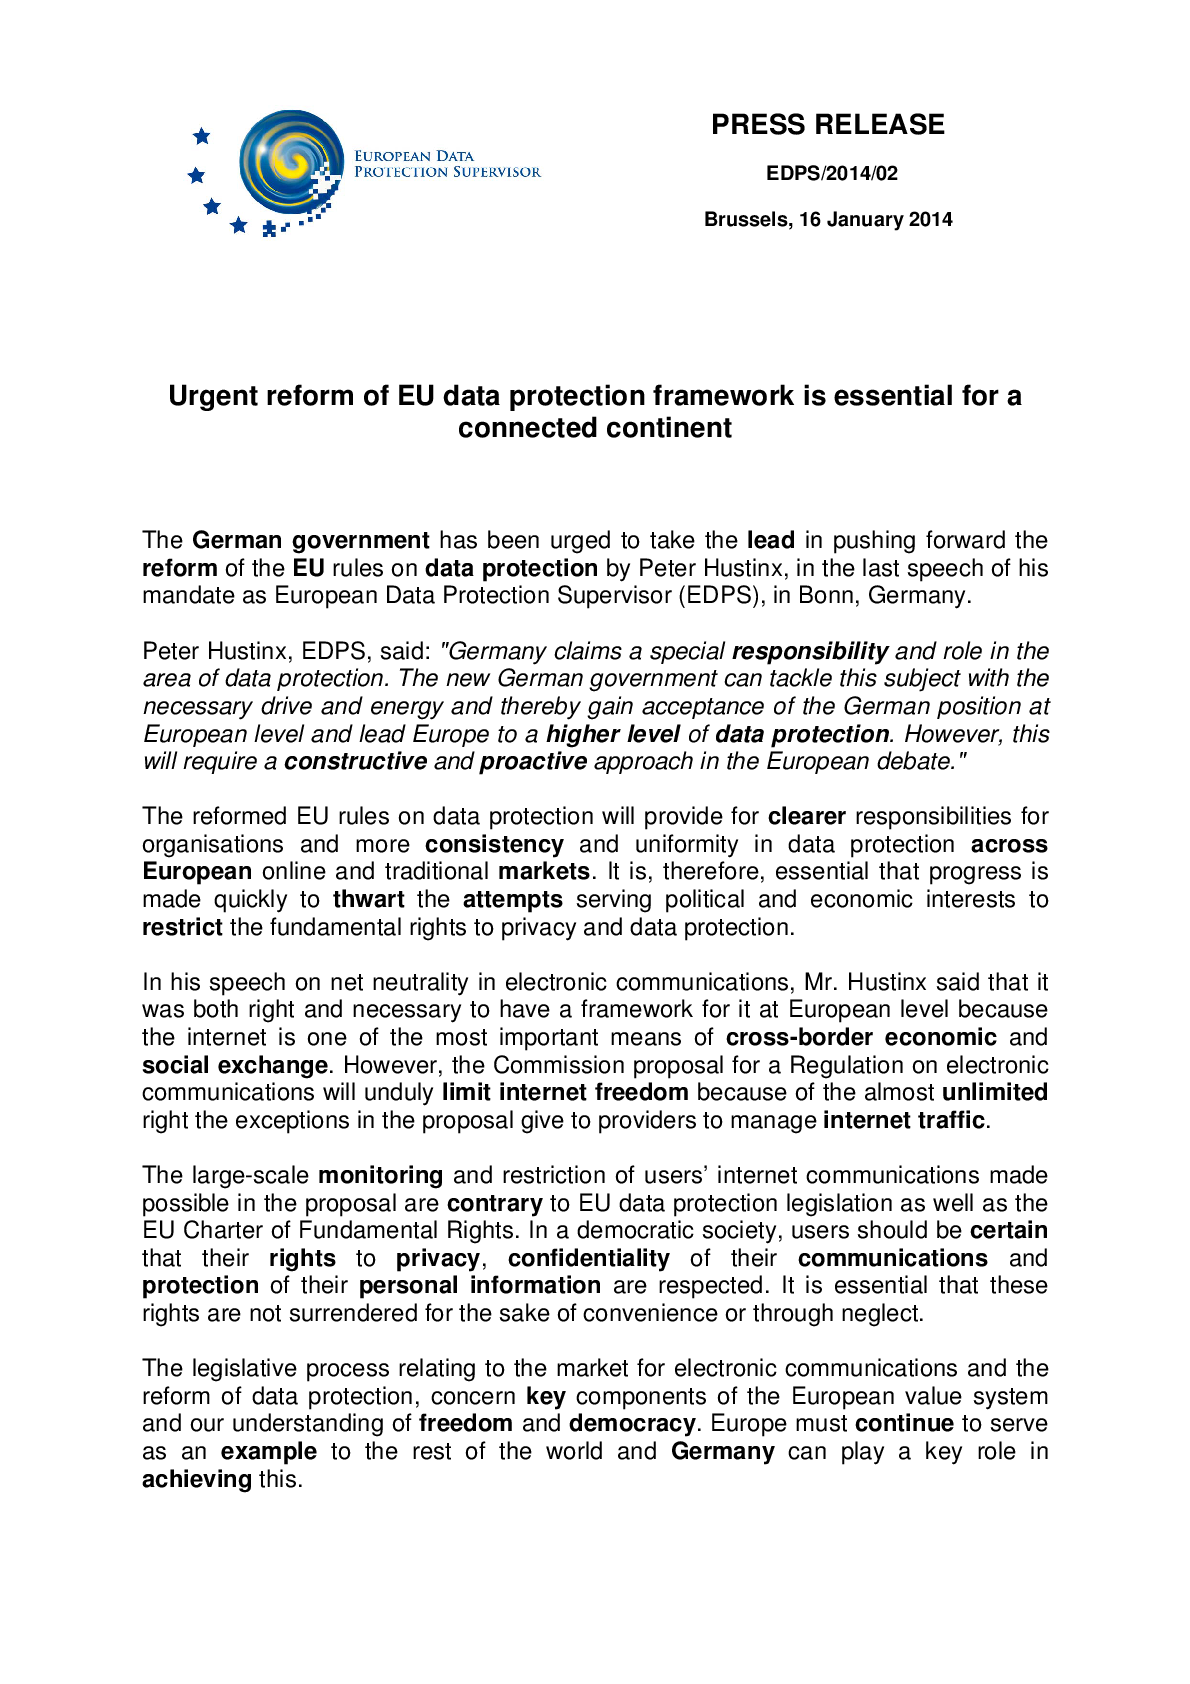 EUROPEAN DATA
PROTECTION SUPERVISOR
PRESS RELEASE
EDPS/2014/02
Brussels, 16 January 2014
Urgent reform of EU data protection framework is essential for a
connected continent
The German government has been urged to take the lead in pushing forward the
reform of the EU rules on data protection by Peter Hustinx, in the last speech of his
mandate as European Data Protection Supervisor (EDPS), in Bonn, Germany.
Peter Hustinx, EDPS, said: "Germany claims a special responsibility and role in the
area of data protection. The new German government can tackle this subject with the
necessary drive and energy and thereby gain acceptance of the German position at
European level and lead Europe to a higher level of data protection. However, this
will require a constructive and proactive approach in the European debate."
The reformed EU rules on data protection will provide for clearer responsibilities for
organisations and more consistency and uniformity in data protection across
European online and traditional markets. It is, therefore, essential that progress is
made quickly to thwart the attempts serving political and economic interests to
restrict the fundamental rights to privacy and data protection.
In his speech on net neutrality in electronic communications, Mr. Hustinx said that it
was both right and necessary to have a framework for it at European level because
the internet is one of the most important means of cross-border economic and
social exchange. However, the Commission proposal for a Regulation on electronic
communications will unduly limit internet freedom because of the almost unlimited
right the exceptions in the proposal give to providers to manage internet traffic.
The large-scale monitoring and restriction of users’ internet communications made
possible in the proposal are contrary to EU data protection legislation as well as the
EU Charter of Fundamental Rights. In a democratic society, users should be certain
that their rights to privacy, confidentiality of their communications and
protection of their personal information are respected. It is essential that these
rights are not surrendered for the sake of convenience or through neglect.
The legislative process relating to the market for electronic communications and the
reform of data protection, concern key components of the European value system
and our understanding of freedom and democracy. Europe must continue to serve
as an example to the rest of the world and Germany can play a key role in
achieving this.